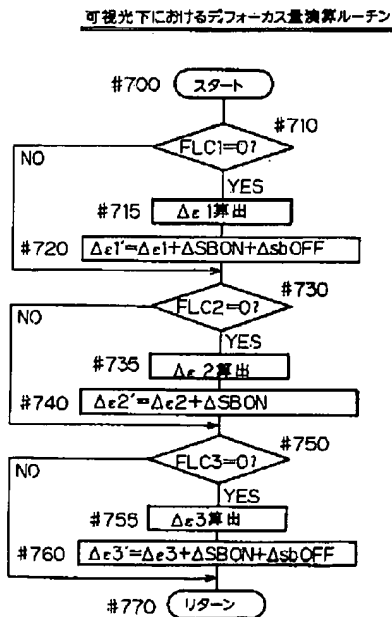 可視光下におけるデフォーカス量演算ルーチン
#700 スタート
#710
FLC1=0?
NO
YES
#715 Δε1算出
#720 Δε1'=Δε1+ΔSBON+ΔsbOFF
#730
FLC2=0?
NO
YES
#735 Δε2算出
#740 Δε2'=Δε2+ΔSBON
#750
FLC3=0?
NO
YES
#755 Δε3算出
#760 Δε3'=Δε3+ΔSBON+ΔsbOFF
#770 リターン